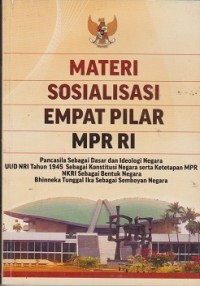 MATERI
SOSIALISASI
EMPAT PILAR
MPR RI
Pancasila Sebagai Dasar dan Ideologi Negara
UUD NRI Tahun 1945 Sebagai Konstitusi Negara serta Ketetapan MPR
NKRI Sebagai Bentuk Negara
Bhinneka Tunggal Ika Sebagai Semboyan Negara